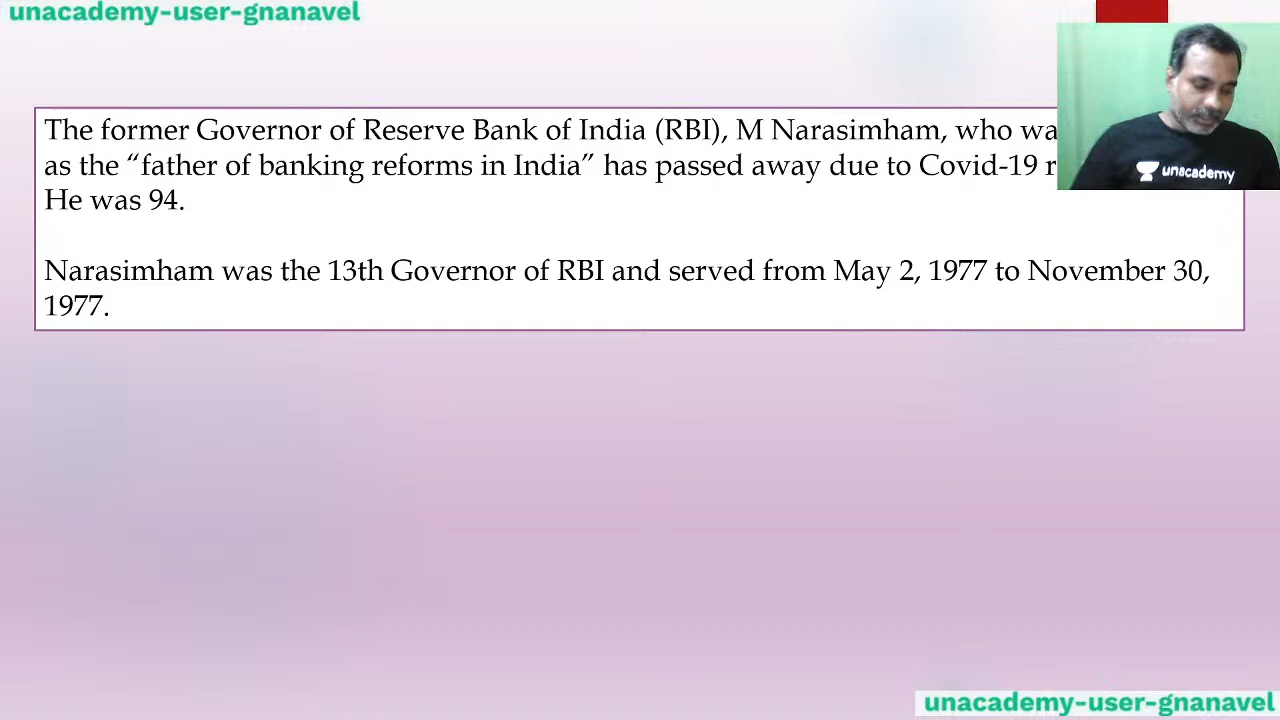 unacademy-user-gnanavel
The former Governor of Reserve Bank of India (RBI), M Narasimham, who
as the “father of banking reforms in India” has passed away due to Covid-19
He was 94.
Narasimham was the 13th Governor of RBI and served from May 2, 1977 to November 30,
1977.
unacademy
unacademy-user-gnanavel